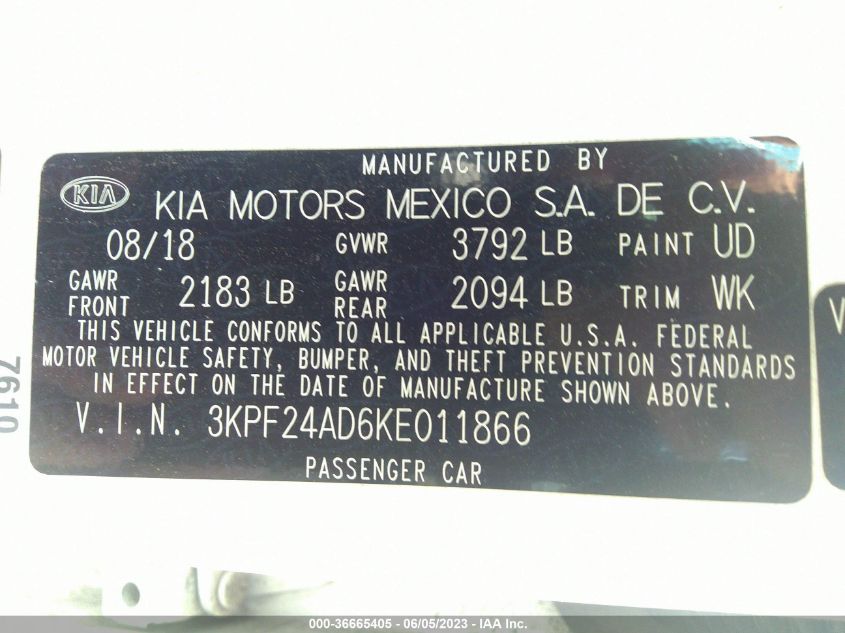 MANUFACTURED BY
KIA KIA MOTORS MEXICO S.A. DE C.V.
08/18 GVWR 3792 LB PAINT UD
GAWR FRONT 2183 LB GAWR REAR 2094 LB TRIM WK
THIS VEHICLE CONFORMS TO ALL APPLICABLE U.S.A. FEDERAL
MOTOR VEHICLE SAFETY, BUMPER, AND THEFT PREVENTION STANDARDS
IN EFFECT ON THE DATE OF MANUFACTURE SHOWN ABOVE.
V.I.N. 3KPF24AD6KE011866
PASSENGER CAR
V
000-36665405 - 06/05/2023 - IAA Inc.